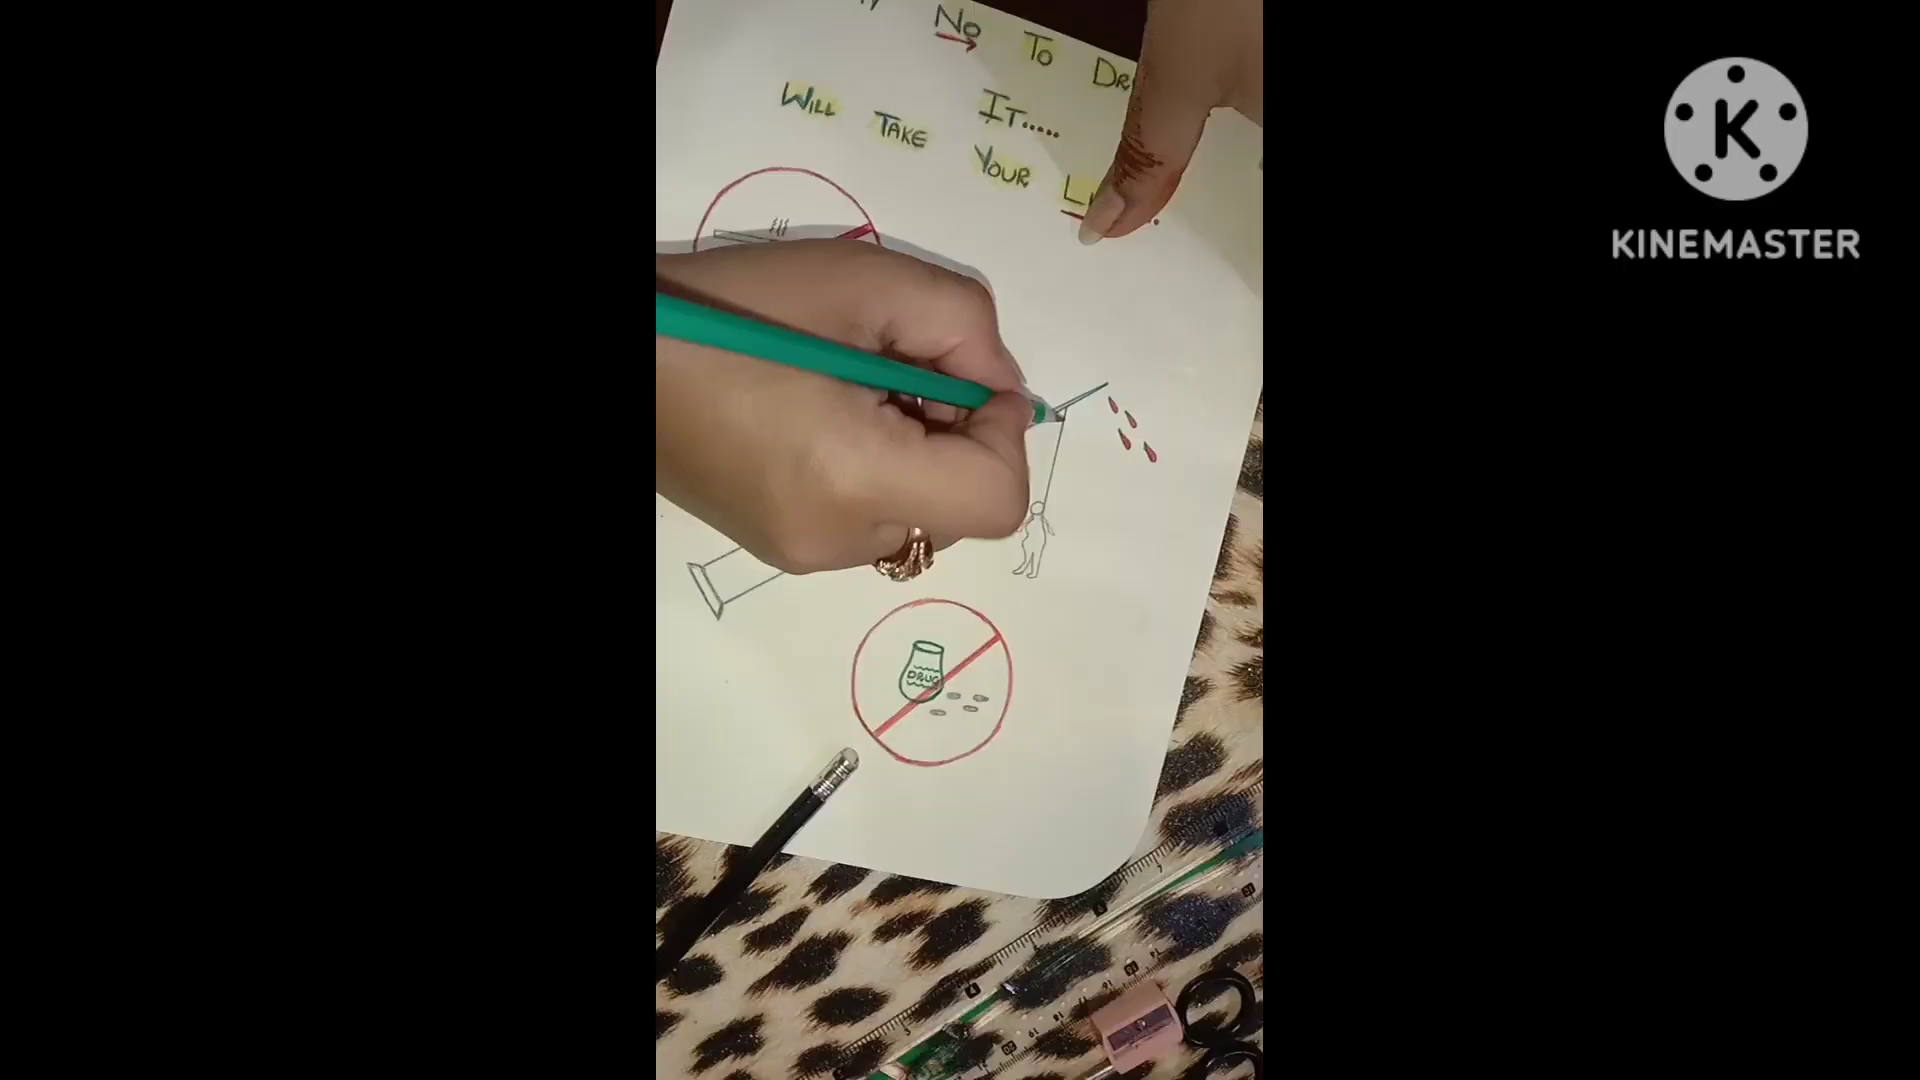 No To
It.....
Will Take Your
DRUG
K
KINEMASTER